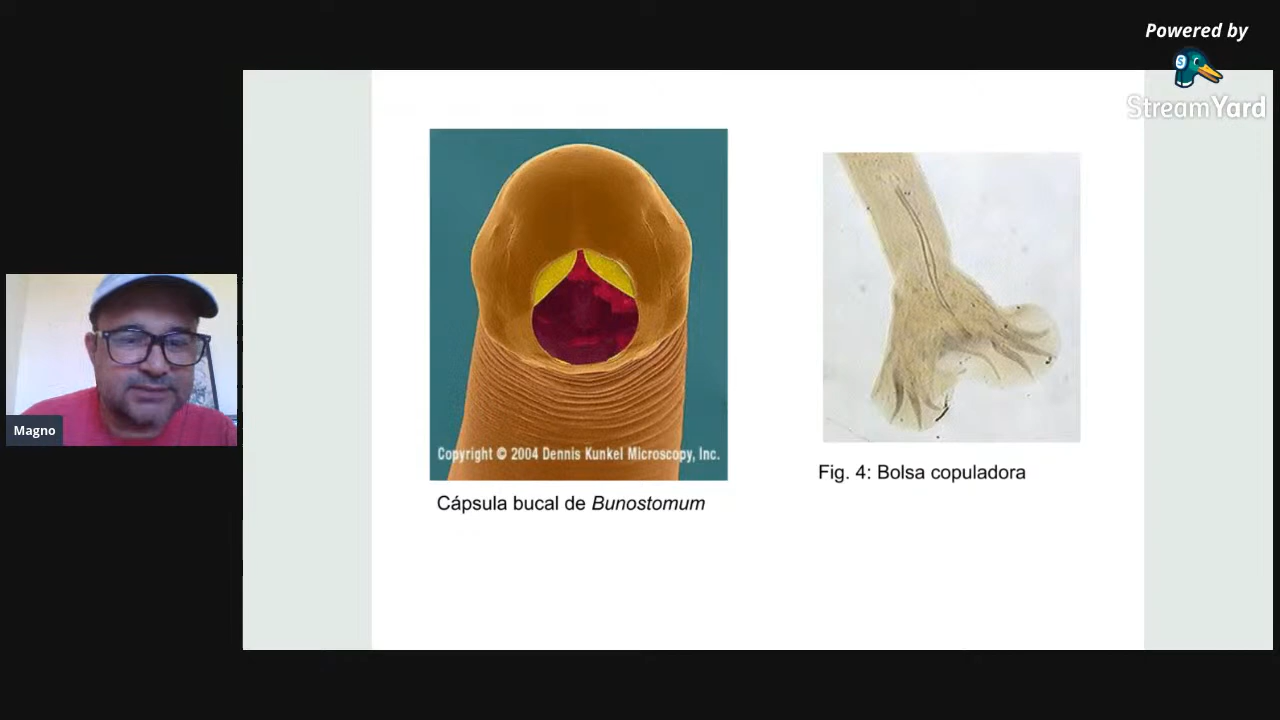 Powered by
StreamYard
Magno
Copyright © 2004 Dennis Kunkel Microscopy, Inc.
Cápsula bucal de Bunostomum
Fig. 4: Bolsa copuladora